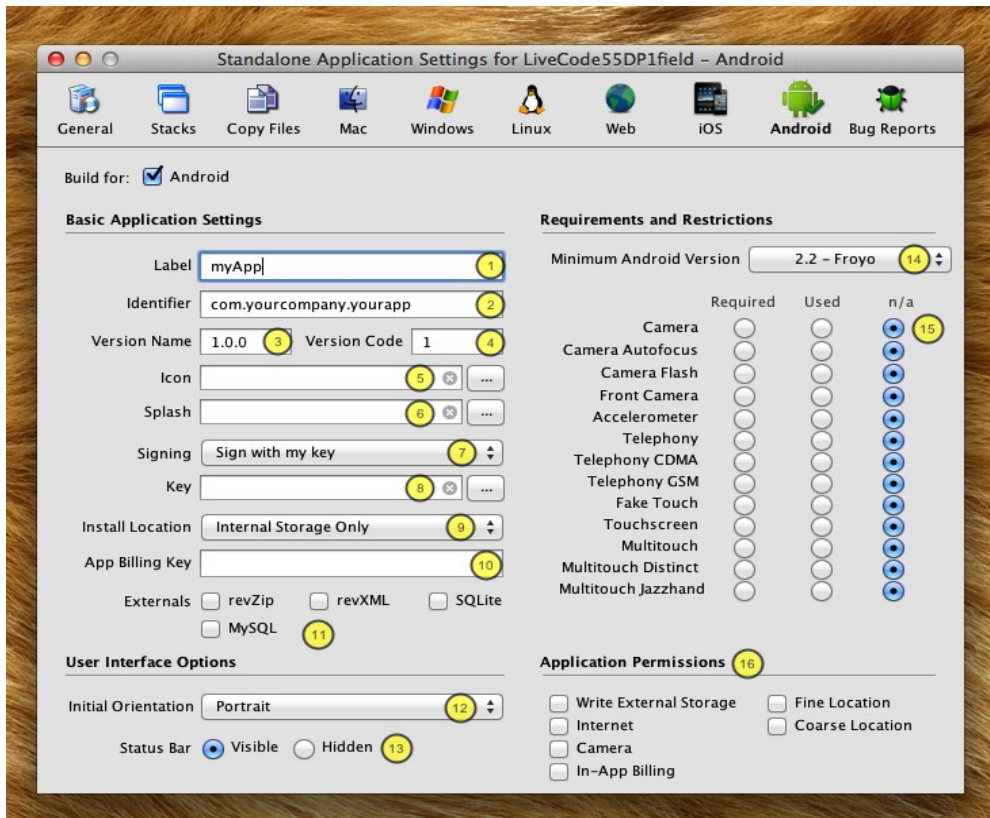 Standalone Application Settings for LiveCode55DP1field – Android
General Stacks Copy Files Mac Windows Linux Web iOS Android Bug Reports
Build for: Android
Basic Application Settings
Label myApp 1
Identifier com.yourcompany.yourapp 2
Version Name 1.0.0 3 Version Code 1 4
Icon 5 ...
Splash 6 ...
Signing Sign with my key 7
Key 8 ...
Install Location Internal Storage Only 9
App Billing Key 10
Externals revZip revXML SQLite
MySQL 11
User Interface Options
Initial Orientation Portrait 12
Status Bar Visible Hidden 13
Requirements and Restrictions
Minimum Android Version 2.2 – Froyo 14
Required Used n/a
Camera 15
Camera Autofocus
Camera Flash
Front Camera
Accelerometer
Telephony
Telephony CDMA
Telephony GSM
Fake Touch
Touchscreen
Multitouch
Multitouch Distinct
Multitouch Jazzhand
Application Permissions 16
Write External Storage Fine Location
Internet Coarse Location
Camera
In-App Billing